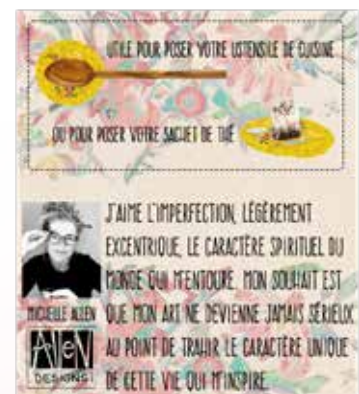 UTILE POUR POSER VOTRE USTENSILE DE CUISINE
OU POUR POSER VOTRE SACHET DE THÉ
J'AIME L'IMPERFECTION, LÉGÈREMENT
EXCENTRIQUE, LE CARACTÈRE SPIRITUEL DU
MONDE QUI M'ENTOURE. MON SOUHAIT EST
QUE MON ART NE DEVIENNE JAMAIS SÉRIEUX
AU POINT DE TRAHIR LE CARACTÈRE UNIQUE
DE CETTE VIE QUI M'INSPIRE.
MICHELLE ALLEN
ALLEN
DESIGNS